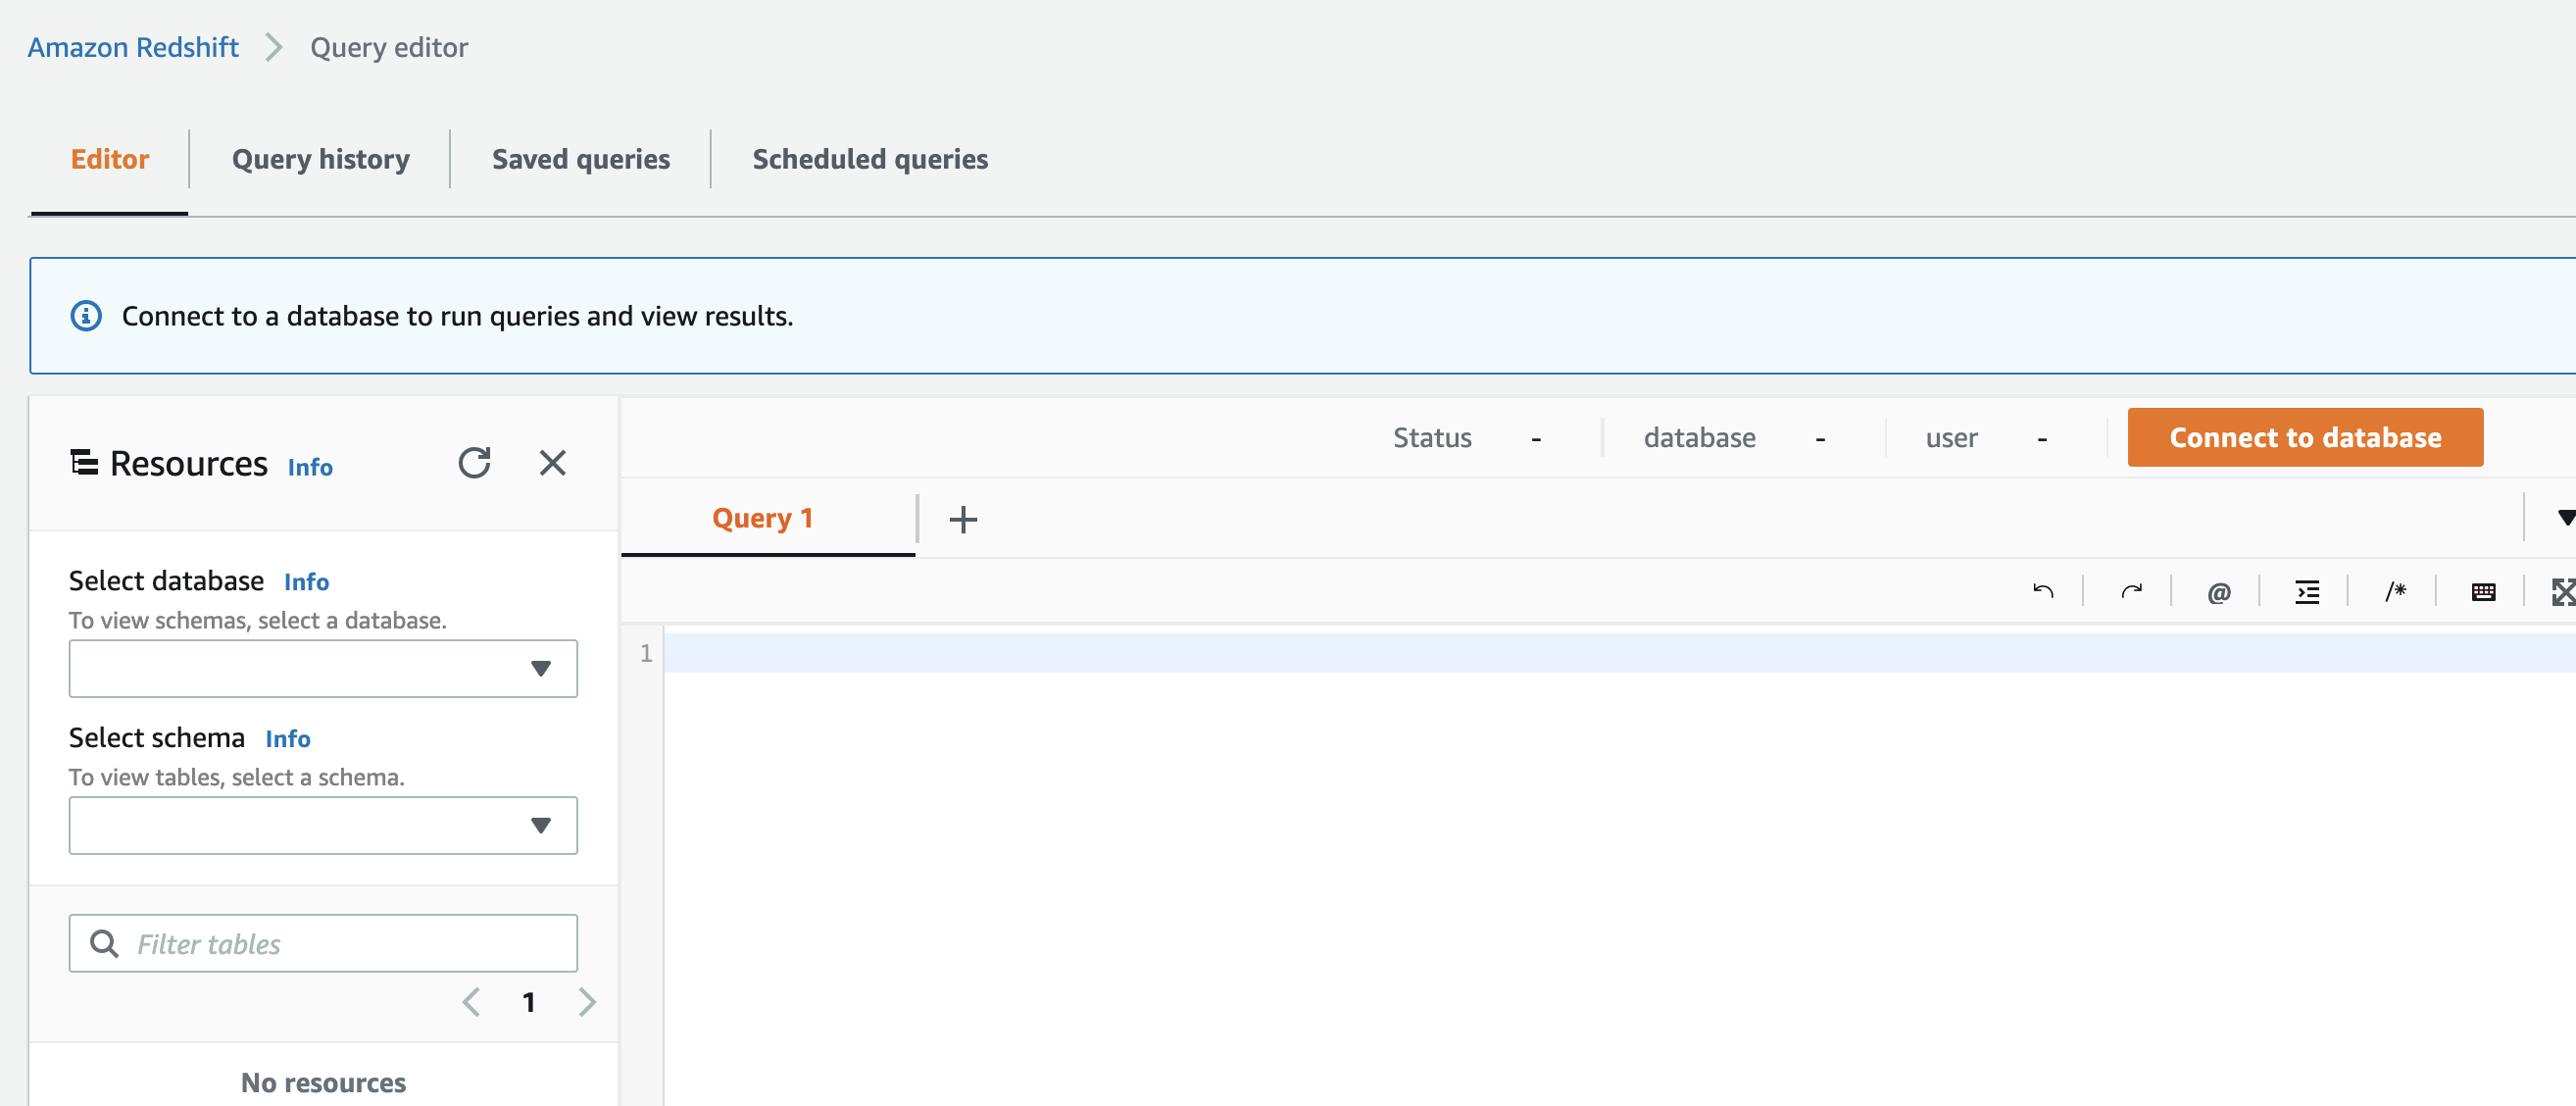 Amazon Redshift > Query editor
Editor Query history Saved queries Scheduled queries
Connect to a database to run queries and view results.
Resources Info
Status - database - user - Connect to database
Query 1 +
@ /*
Select database Info
To view schemas, select a database.
1
Select schema Info
To view tables, select a schema.
Filter tables
1
No resources